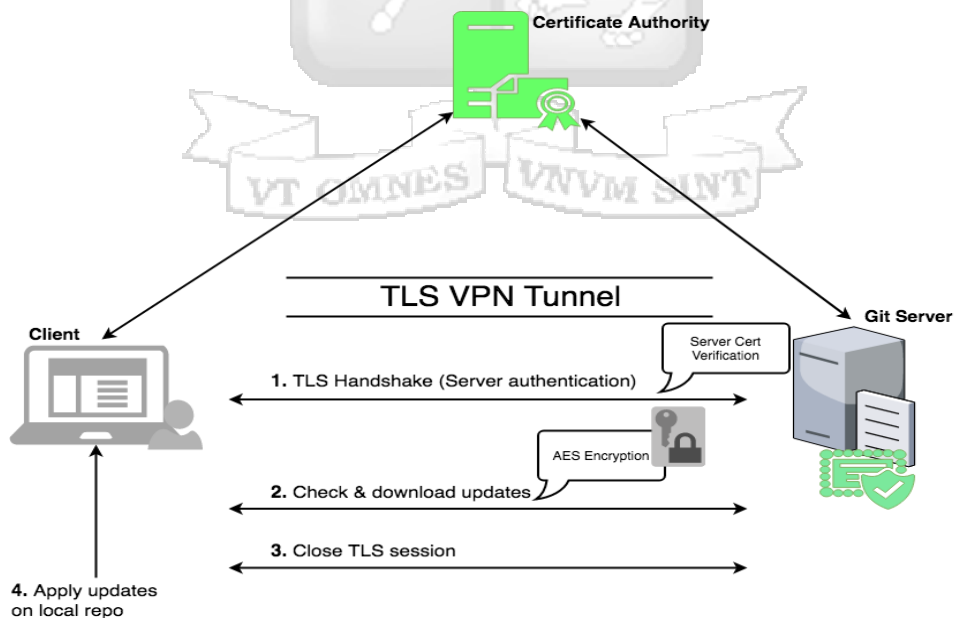 Certificate Authority
VT OMNES VNVM SINT
TLS VPN Tunnel
Client
Git Server
Server Cert
Verification
1. TLS Handshake (Server authentication)
AES Encryption
2. Check & download updates
3. Close TLS session
4. Apply updates
on local repo